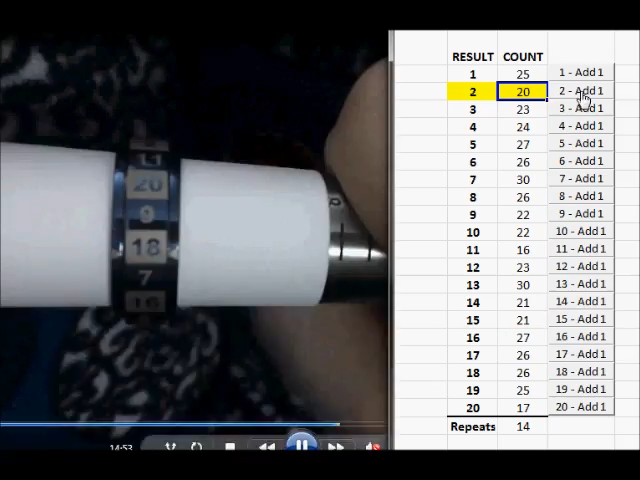 11
20
9
18
7
16
14:53
RESULT COUNT
1 25 1 - Add 1
2 20 2 - Add 1
3 23 3 - Add 1
4 24 4 - Add 1
5 27 5 - Add 1
6 26 6 - Add 1
7 30 7 - Add 1
8 26 8 - Add 1
9 22 9 - Add 1
10 22 10 - Add 1
11 16 11 - Add 1
12 23 12 - Add 1
13 30 13 - Add 1
14 21 14 - Add 1
15 21 15 - Add 1
16 27 16 - Add 1
17 26 17 - Add 1
18 26 18 - Add 1
19 25 19 - Add 1
20 17 20 - Add 1
Repeats 14